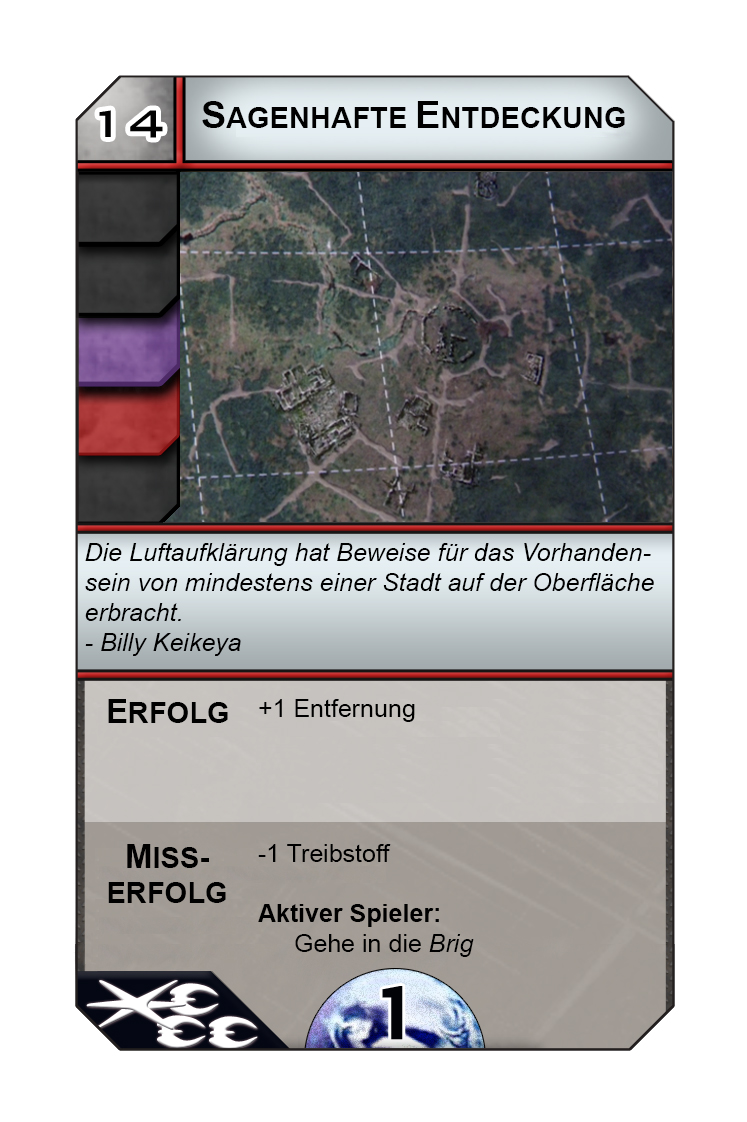 14
SAGENHAFTE ENTDECKUNG
Die Luftaufklärung hat Beweise für das Vorhanden-
sein von mindestens einer Stadt auf der Oberfläche
erbracht.
- Billy Keikeya
ERFOLG
+1 Entfernung
MISS-
ERFOLG
-1 Treibstoff
Aktiver Spieler:
Gehe in die Brig
1